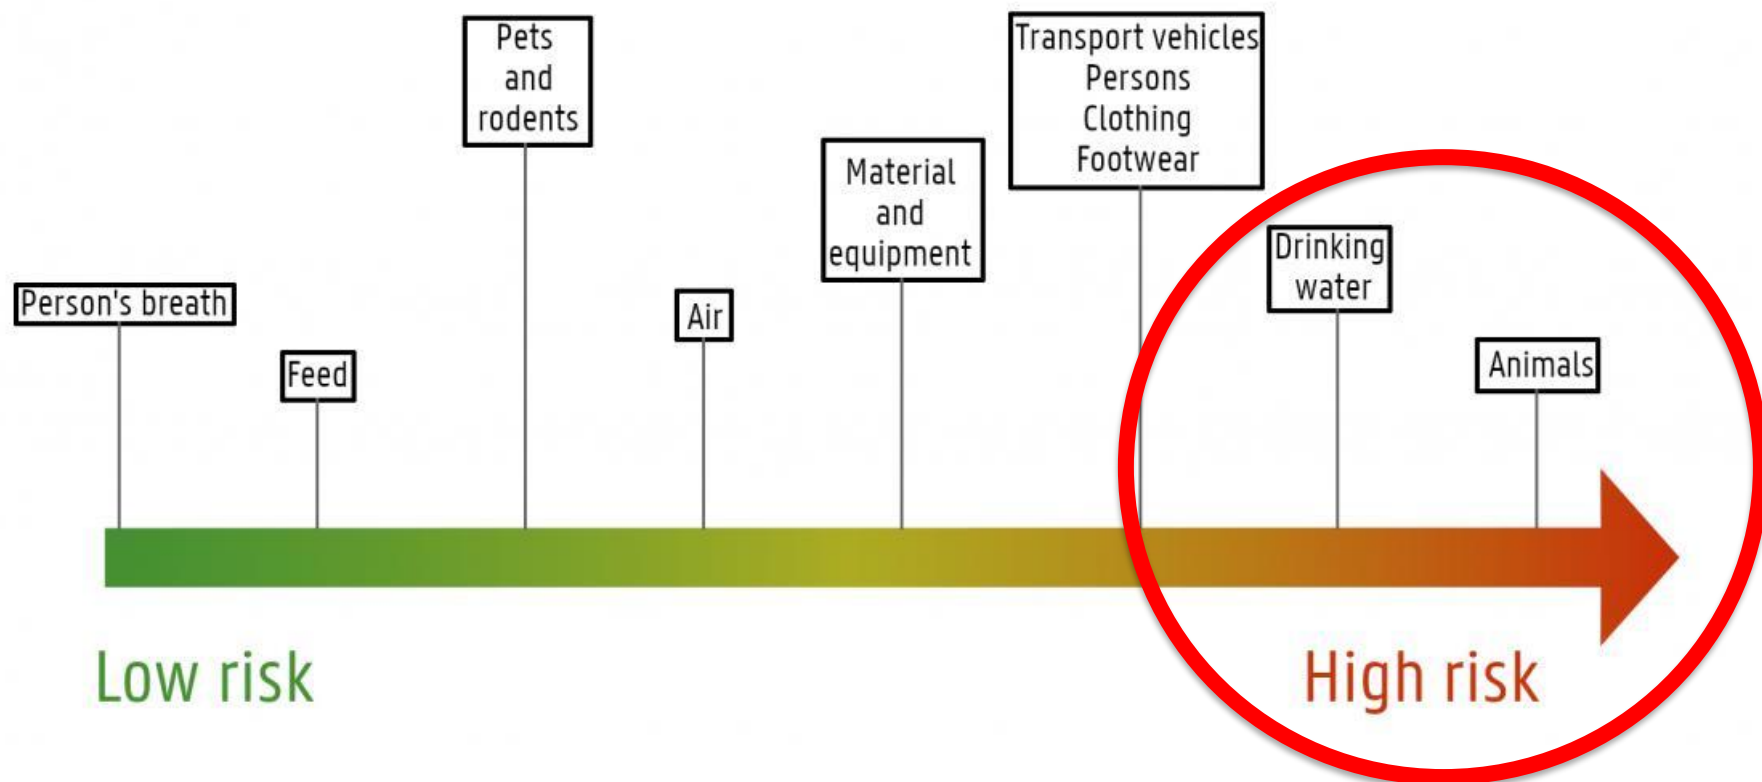 Person's breath
Feed
Pets
and
rodents
Air
Material
and
equipment
Transport vehicles
Persons
Clothing
Footwear
Drinking
water
Animals
Low risk
High risk